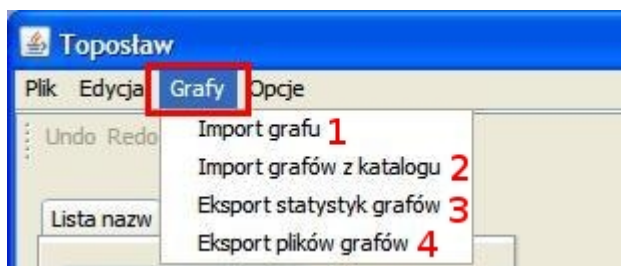 Toposław
Plik Edycja Grafy Opcje
Undo Redo
Import grafu 1
Import grafów z katalogu 2
Lista nazw
Eksport statystyk grafów 3
Eksport plików grafów 4